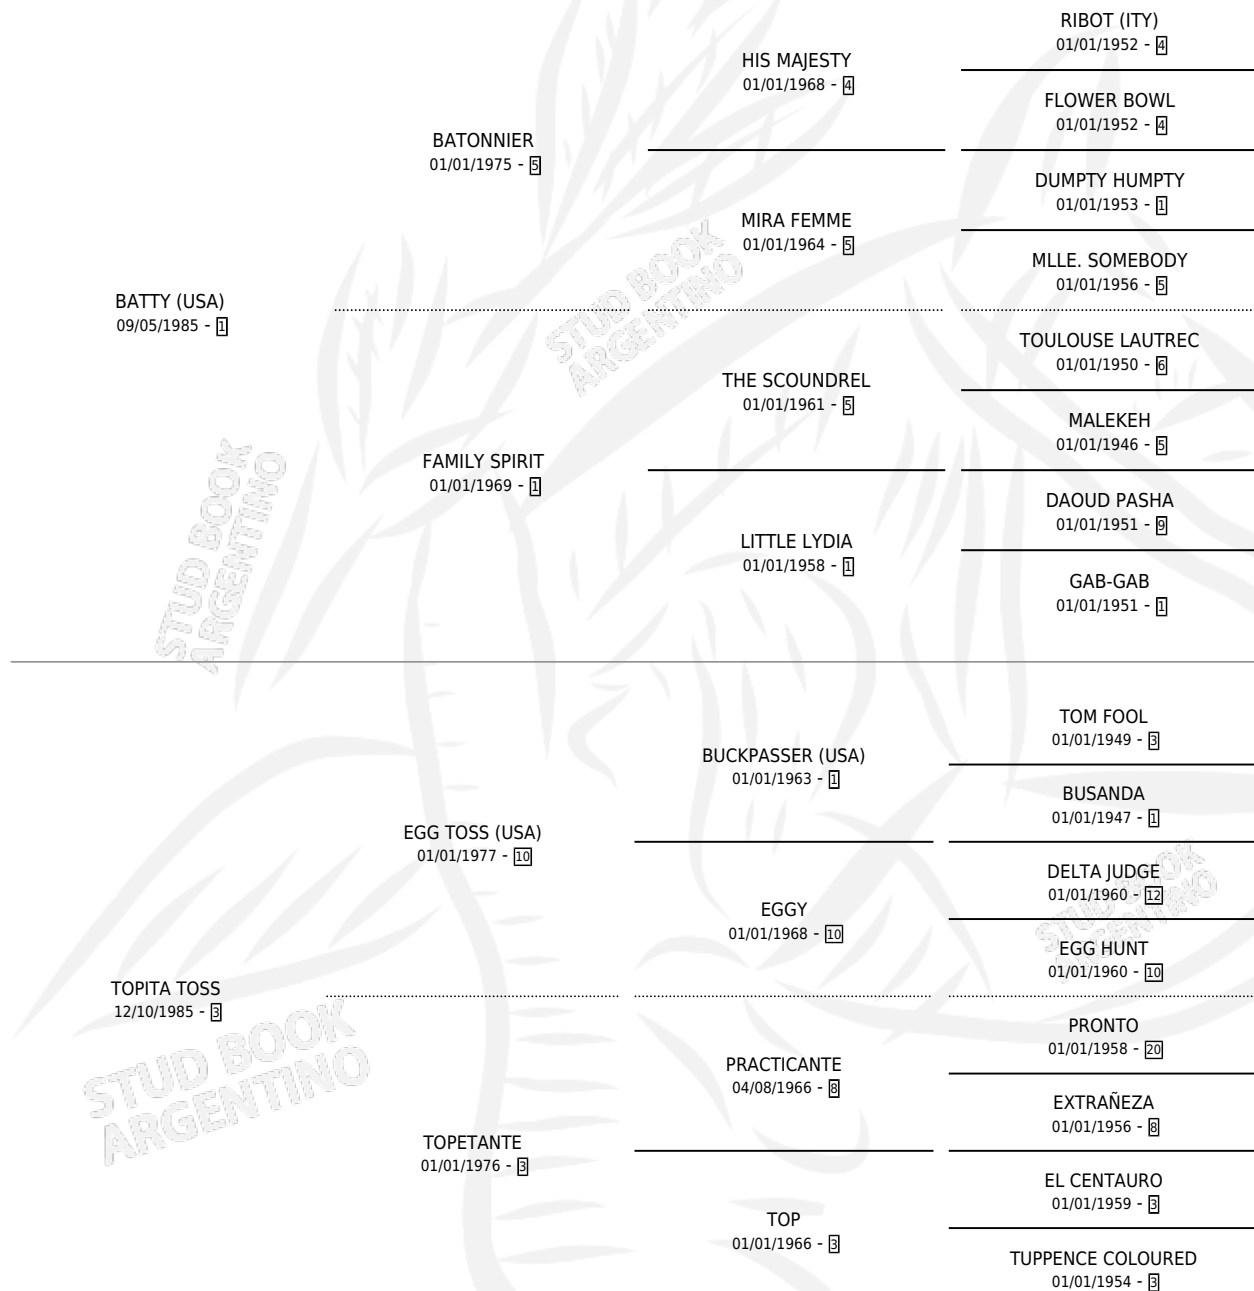 RIBOT (ITY)
01/01/1952 - 4
HIS MAJESTY
01/01/1968 - 4
FLOWER BOWL
01/01/1952 - 4
BATONNIER
01/01/1975 - 5
DUMPTY HUMPTY
01/01/1953 - 1
MIRA FEMME
01/01/1964 - 5
MLLE. SOMEBODY
01/01/1956 - 5
BATTY (USA)
09/05/1985 - 1
STUD BOOK
ARGENTINO
TOULOUSE LAUTREC
01/01/1950 - 6
THE SCOUNDREL
01/01/1961 - 5
MALEKEH
01/01/1946 - 5
FAMILY SPIRIT
01/01/1969 - 1
DAOUD PASHA
01/01/1951 - 9
LITTLE LYDIA
01/01/1958 - 1
GAB-GAB
01/01/1951 - 1
STUD BOOK
ARGENTINO
TOM FOOL
01/01/1949 - 3
BUCKPASSER (USA)
01/01/1963 - 1
BUSANDA
01/01/1947 - 1
EGG TOSS (USA)
01/01/1977 - 10
DELTA JUDGE
01/01/1960 - 12
EGGY
01/01/1968 - 10
STUD BOOK
ARGENTINO
EGG HUNT
01/01/1960 - 10
TOPITA TOSS
12/10/1985 - 3
PRONTO
01/01/1958 - 20
PRACTICANTE
04/08/1966 - 8
STUD BOOK
ARGENTINO
EXTRAÑEZA
01/01/1956 - 8
TOPETANTE
01/01/1976 - 3
EL CENTAURO
01/01/1959 - 3
TOP
01/01/1966 - 3
TUPPENCE COLOURED
01/01/1954 - 3